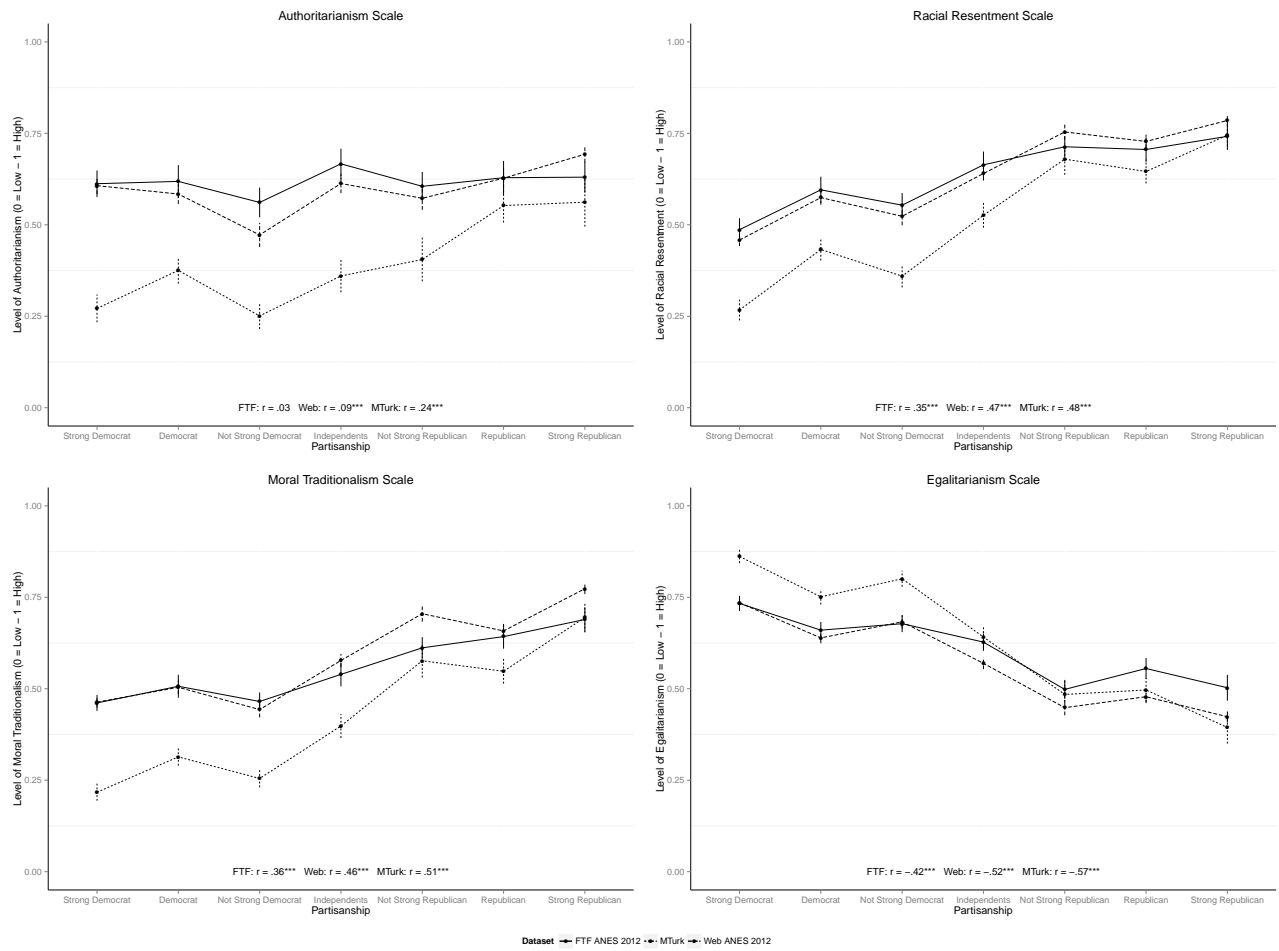 Authoritarianism Scale
Level of Authoritarianism (0 = Low – 1 = High)
1.00
0.75
0.50
0.25
0.00
FTF: r = .03 Web: r = .09*** MTurk: r = .24***
Strong Democrat Democrat Not Strong Democrat Independents Not Strong Republican Republican Strong Republican
Partisanship
Racial Resentment Scale
Level of Racial Resentment (0 = Low – 1 = High)
1.00
0.75
0.50
0.25
0.00
FTF: r = .35*** Web: r = .47*** MTurk: r = .48***
Strong Democrat Democrat Not Strong Democrat Independents Not Strong Republican Republican Strong Republican
Partisanship
Moral Traditionalism Scale
Level of Moral Traditionalism (0 = Low – 1 = High)
1.00
0.75
0.50
0.25
0.00
FTF: r = .36*** Web: r = .46*** MTurk: r = .51***
Strong Democrat Democrat Not Strong Democrat Independents Not Strong Republican Republican Strong Republican
Partisanship
Egalitarianism Scale
Level of Egalitarianism (0 = Low – 1 = High)
1.00
0.75
0.50
0.25
0.00
FTF: r = −.42*** Web: r = −.52*** MTurk: r = −.57***
Strong Democrat Democrat Not Strong Democrat Independents Not Strong Republican Republican Strong Republican
Partisanship
Dataset FTF ANES 2012 MTurk Web ANES 2012